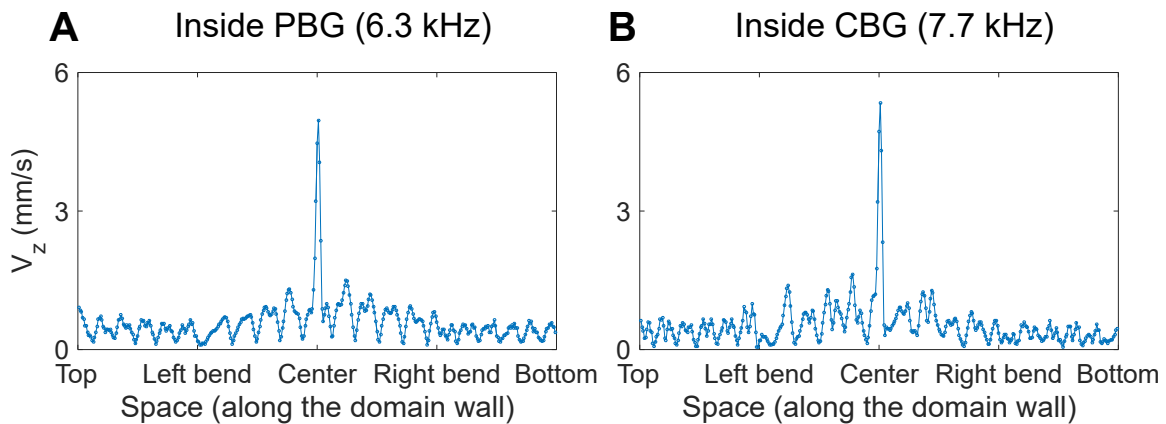 A Inside PBG (6.3 kHz)
B Inside CBG (7.7 kHz)
6
3
0
V_z (mm/s)
Top Left bend Center Right bend Bottom
Space (along the domain wall)
6
3
0
Top Left bend Center Right bend Bottom
Space (along the domain wall)